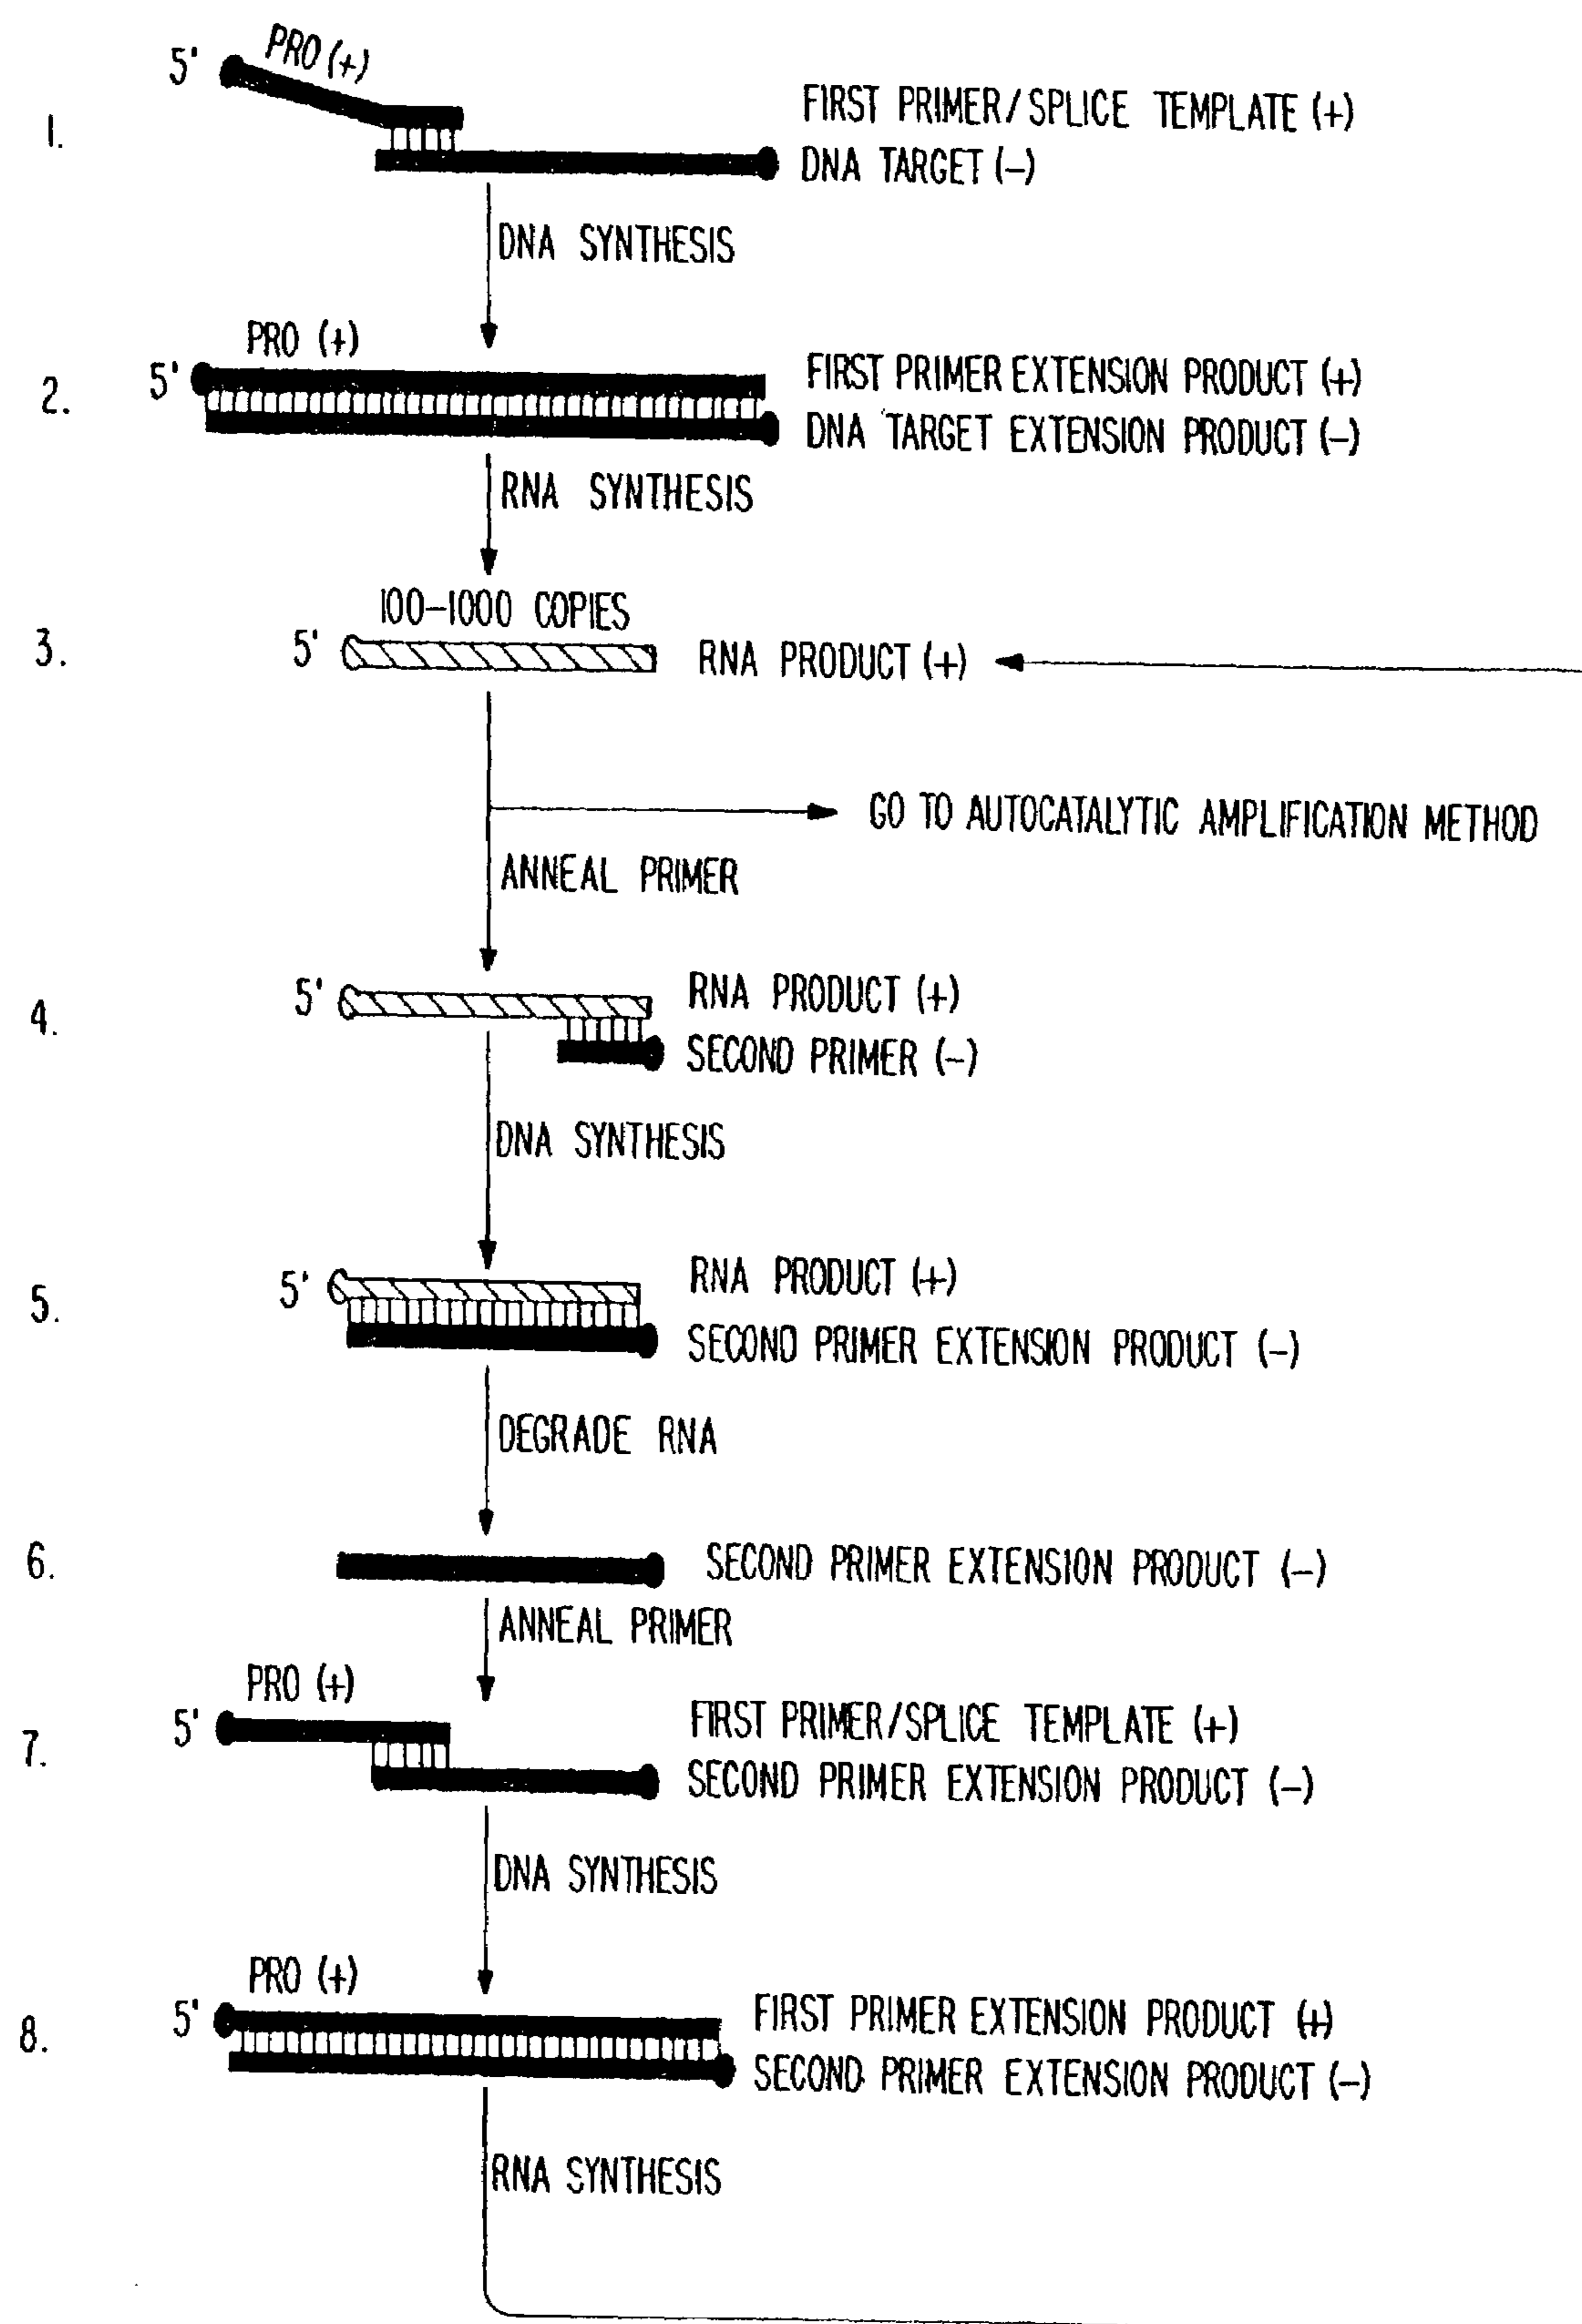 5' PRO (+)
1.
FIRST PRIMER/SPLICE TEMPLATE (+)
DNA TARGET (–)
DNA SYNTHESIS
PRO (+)
2.
5'
FIRST PRIMER EXTENSION PRODUCT (+)
DNA TARGET EXTENSION PRODUCT (–)
RNA SYNTHESIS
100–1000 COPIES
3.
5'
RNA PRODUCT (+)
GO TO AUTOCATALYTIC AMPLIFICATION METHOD
ANNEAL PRIMER
4.
5'
RNA PRODUCT (+)
SECOND PRIMER (–)
DNA SYNTHESIS
5.
5'
RNA PRODUCT (+)
SECOND PRIMER EXTENSION PRODUCT (–)
DEGRADE RNA
6.
SECOND PRIMER EXTENSION PRODUCT (–)
ANNEAL PRIMER
PRO (+)
7.
5'
FIRST PRIMER/SPLICE TEMPLATE (+)
SECOND PRIMER EXTENSION PRODUCT (–)
DNA SYNTHESIS
PRO (+)
8.
5'
FIRST PRIMER EXTENSION PRODUCT (+)
SECOND PRIMER EXTENSION PRODUCT (–)
RNA SYNTHESIS